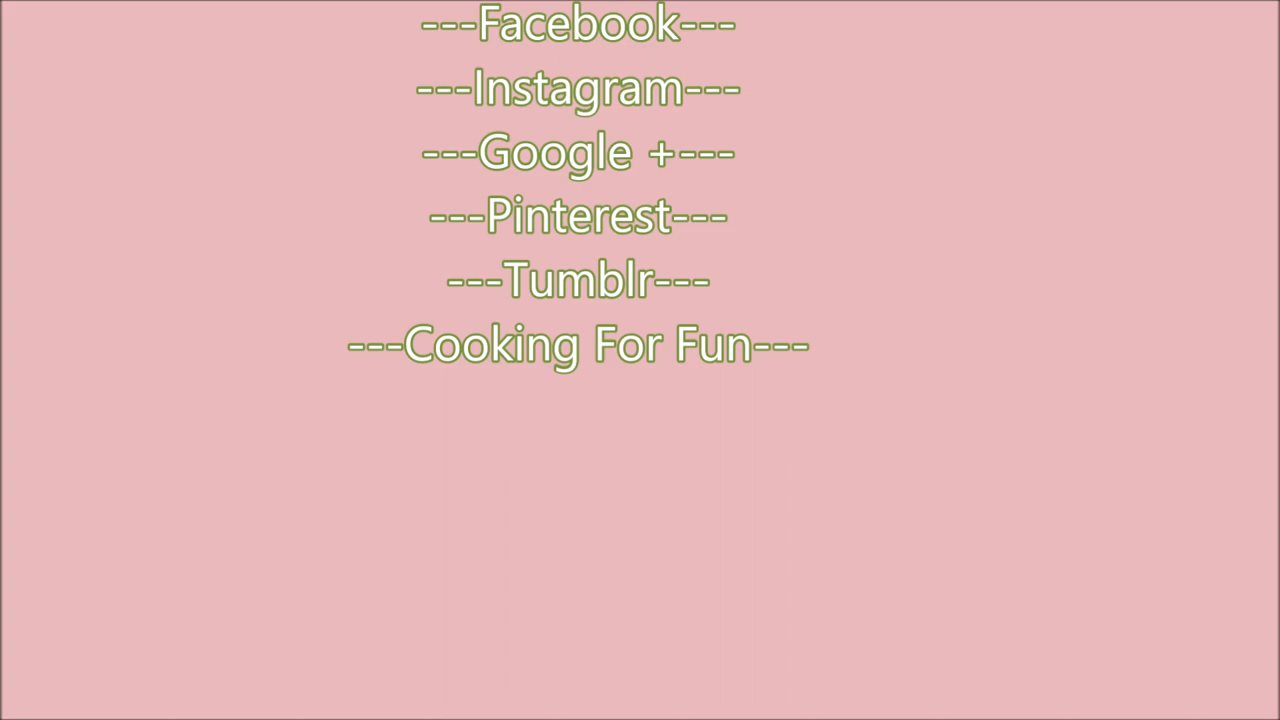 ---Facebook---
---Instagram---
---Google +---
---Pinterest---
---Tumblr---
---Cooking For Fun---